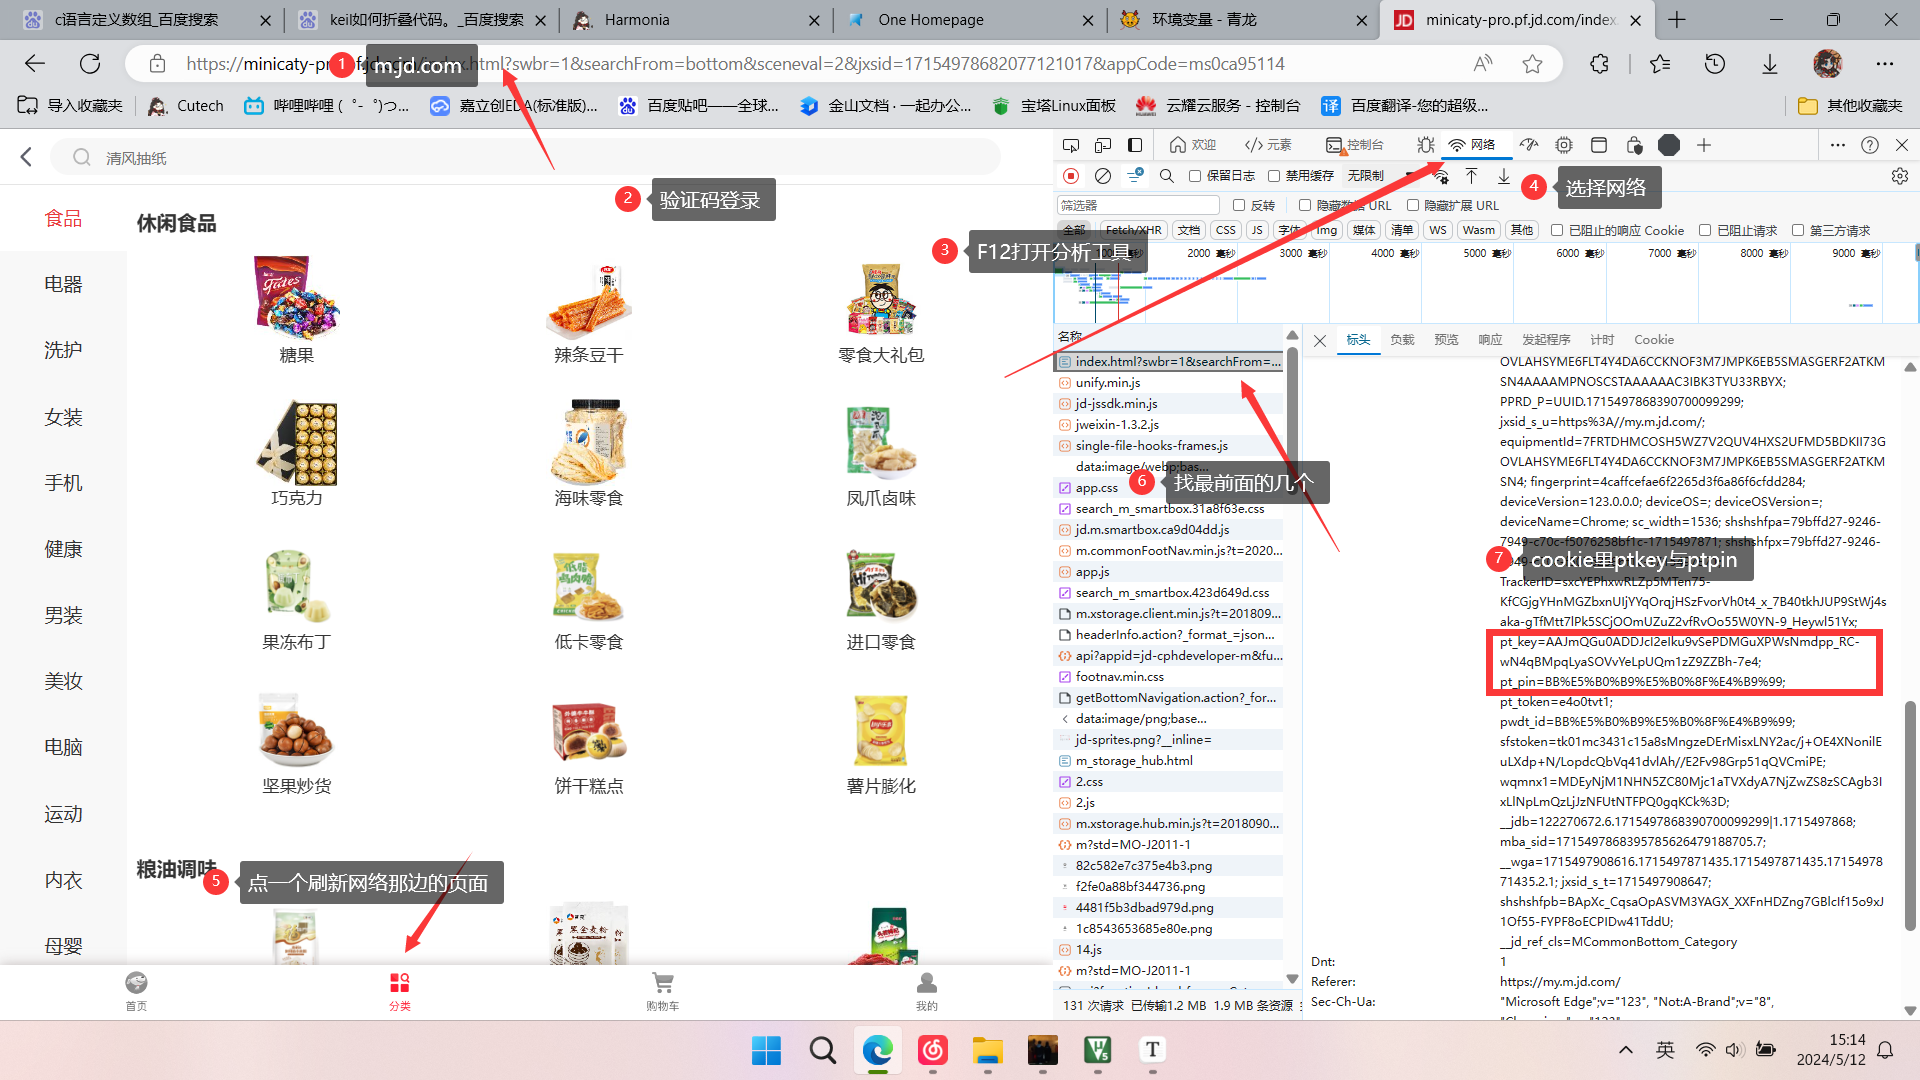 c语言定义数组_百度搜索
keil如何折叠代码。_百度搜索
Harmonia
One Homepage
环境变量 - 青龙
JD
minicaty-pro.pf.jd.com/index
https://minicaty-pro.pf.jd.com/index.html?swbr=1&searchFrom=bottom&sceneval=2&jxsid=17154978682077121017&appCode=ms0ca95114
1
mjd.com
导入收藏夹
Cutech
哔哩哔哩 ( ゜- ゜)つ...
嘉立创EDA(标准版)...
百度贴吧——全球...
金山文档 · 一起办公...
宝塔Linux面板
云耀云服务 - 控制台
译
百度翻译-您的超级...
其他收藏夹
清风抽纸
2
验证码登录
3
F12打开分析工具
4
选择网络
食品
电器
洗护
女装
手机
健康
男装
美妆
电脑
运动
内衣
母婴
休闲食品
糖果
辣条豆干
零食大礼包
巧克力
海味零食
凤爪卤味
果冻布丁
低卡零食
进口零食
坚果炒货
饼干糕点
薯片膨化
粮油调味
5
点一个刷新网络那边的页面
首页
分类
购物车
我的
欢迎
元素
控制台
网络
保留日志
禁用缓存
无限制
筛选器
反转
隐藏数据 URL
隐藏扩展 URL
全部
Fetch/XHR
文档
CSS
JS
字体
Img
媒体
清单
WS
Wasm
其他
已阻止的响应 Cookie
已阻止请求
第三方请求
2000 毫秒
3000 毫秒
4000 毫秒
5000 毫秒
6000 毫秒
7000 毫秒
8000 毫秒
9000 毫秒
名称
index.html?swbr=1&searchFrom=...
unify.min.js
jd-jssdk.min.js
jweixin-1.3.2.js
single-file-hooks-frames.js
data:image/webp;bas...
app.css
search_m_smartbox.31a8f63e.css
jd.m.smartbox.ca9d04dd.js
m.commonFootNav.min.js?t=2020...
app.js
search_m_smartbox.423d649d.css
m.xstorage.client.min.js?t=201809...
headerInfo.action?_format_=json...
api?appid=jd-cphdeveloper-m&fu...
footnav.min.css
getBottomNavigation.action?_for...
data:image/png;base...
jd-sprites.png?__inline=
m_storage_hub.html
2.css
2.js
m.xstorage.hub.min.js?t=2018090...
m?std=MO-J2011-1
82c582e7c375e4b3.png
f2fe0a88bf344736.png
4481f5b3dbad979d.png
1c8543653685e80e.png
14.js
m?std=MO-J2011-1
131 次请求
已传输1.2 MB
1.9 MB 条资源
6
找最前面的几个
标头
负载
预览
响应
发起程序
计时
Cookie
OVLAHSYME6FLT4Y4DA6CCKNOF3M7JMPK6EB5SMASGERF2ATKM
SN4AAAAMPNOSCSTAAAAAAC3IBK3TYU33RBYX;
PPRD_P=UUID.1715497868390700099299;
jxsid_s_u=https%3A//my.m.jd.com/;
equipmentId=7FRTDHMCOSH5WZ7V2QUV4HXS2UFMD5BDKII73G
OVLAHSYME6FLT4Y4DA6CCKNOF3M7JMPK6EB5SMASGERF2ATKM
SN4; fingerprint=4caffcefae6f2265d3f6a86f6cfdd284;
deviceVersion=123.0.0.0; deviceOS=; deviceOSVersion=;
deviceName=Chrome; sc_width=1536; shshshfpa=79bffd27-9246-
7949-c70c-f5076258bf1c-1715497871; shshshfpx=79bffd27-9246-
7
cookie里ptkey与ptpin
TrackerID=sxcYEPhxwRLZp5MTen75-
KfCGjgYHnMGZbxnUIjYYqOrqjHSzFvorVh0t4_x_7B40tkhJUP9StWj4s
aka-gTfMtt7lPk5SCjOOmUZuZ2vfRvOo55W0YN-9_Heywl51Yx;
pt_key=AAJmQGu0ADDJcl2eIku9vSePDMGuXPWsNmdpp_RC-
wN4qBMpqLyaSOVvYeLpUQm1zZ9ZZBh-7e4;
pt_pin=BB%E5%B0%B9%E5%B0%8F%E4%B9%99;
pt_token=e4o0tvt1;
pwdt_id=BB%E5%B0%B9%E5%B0%8F%E4%B9%99;
sfstoken=tk01mc3431c15a8sMngzeDErMisxLNY2ac/j+OE4XNonilE
uLXdp+N/LopdcQbVq41dvlAh//E2Fv98Grp51qQVCmiPE;
wqmnx1=MDEyNjM1NHN5ZC80Mjc1aTVXdyA7NjZwZS8zSCAgb3I
xLlNpLmQzLjJzNFUtNTFPQ0gqKCk%3D;
__jdb=122270672.6.1715497868390700099299|1.1715497868;
mba_sid=17154978683957856264791887​05.7;
__wga=1715497908616.1715497871435.1715497871435.17154978
71435.2.1; jxsid_s_t=1715497908647;
shshshfpb=BApXc_CqsaOpASVM3YAGX_XXFnHDZng7GBlcIf15o9xJ
1Of55-FYPF8oECPIDw41TddU;
__jd_ref_cls=MCommonBottom_Category
Dnt:
1
Referer:
https://my.m.jd.com/
Sec-Ch-Ua:
"Microsoft Edge";v="123", "Not:A-Brand";v="8",
英
15:14
2024/5/12